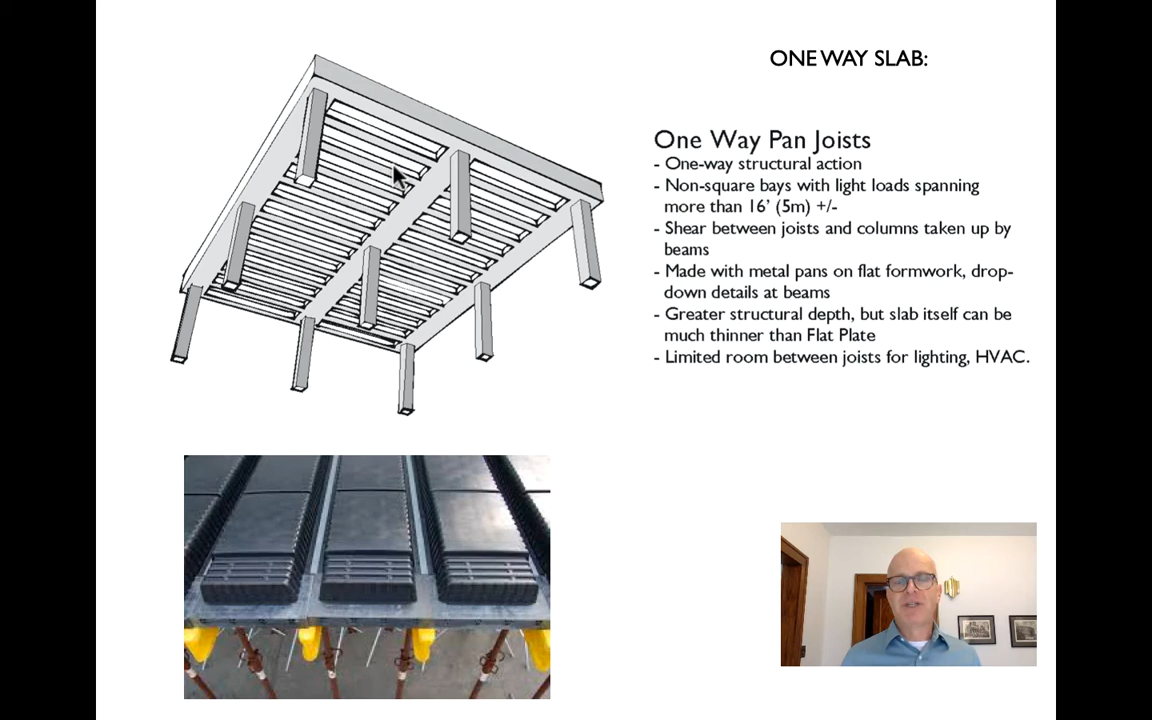 ONE WAY SLAB:
One Way Pan Joists
- One-way structural action
- Non-square bays with light loads spanning
more than 16' (5m) +/-
- Shear between joists and columns taken up by
beams
- Made with metal pans on flat formwork, drop-
down details at beams
- Greater structural depth, but slab itself can be
much thinner than Flat Plate
- Limited room between joists for lighting, HVAC.